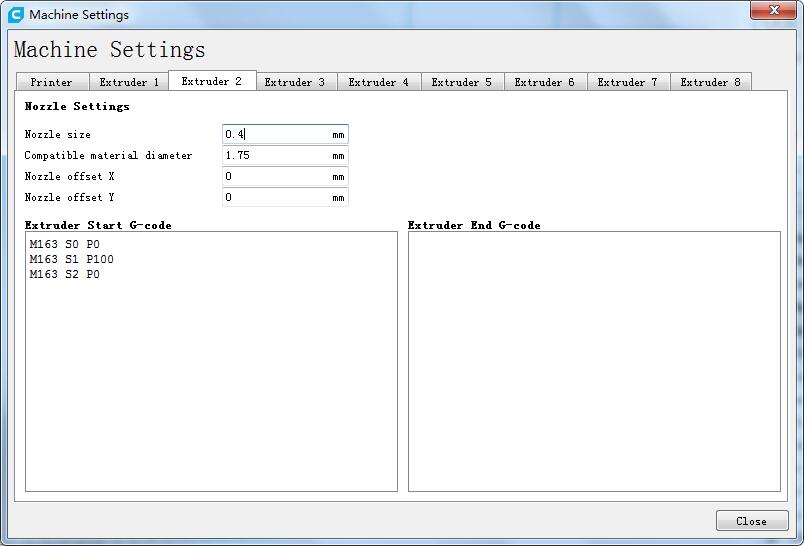 Machine Settings
Machine Settings
Printer Extruder 1 Extruder 2 Extruder 3 Extruder 4 Extruder 5 Extruder 6 Extruder 7 Extruder 8
Nozzle Settings
Nozzle size 0.4 mm
Compatible material diameter 1.75 mm
Nozzle offset X 0 mm
Nozzle offset Y 0 mm
Extruder Start G-code Extruder End G-code
M163 S0 P0
M163 S1 P100
M163 S2 P0
Close